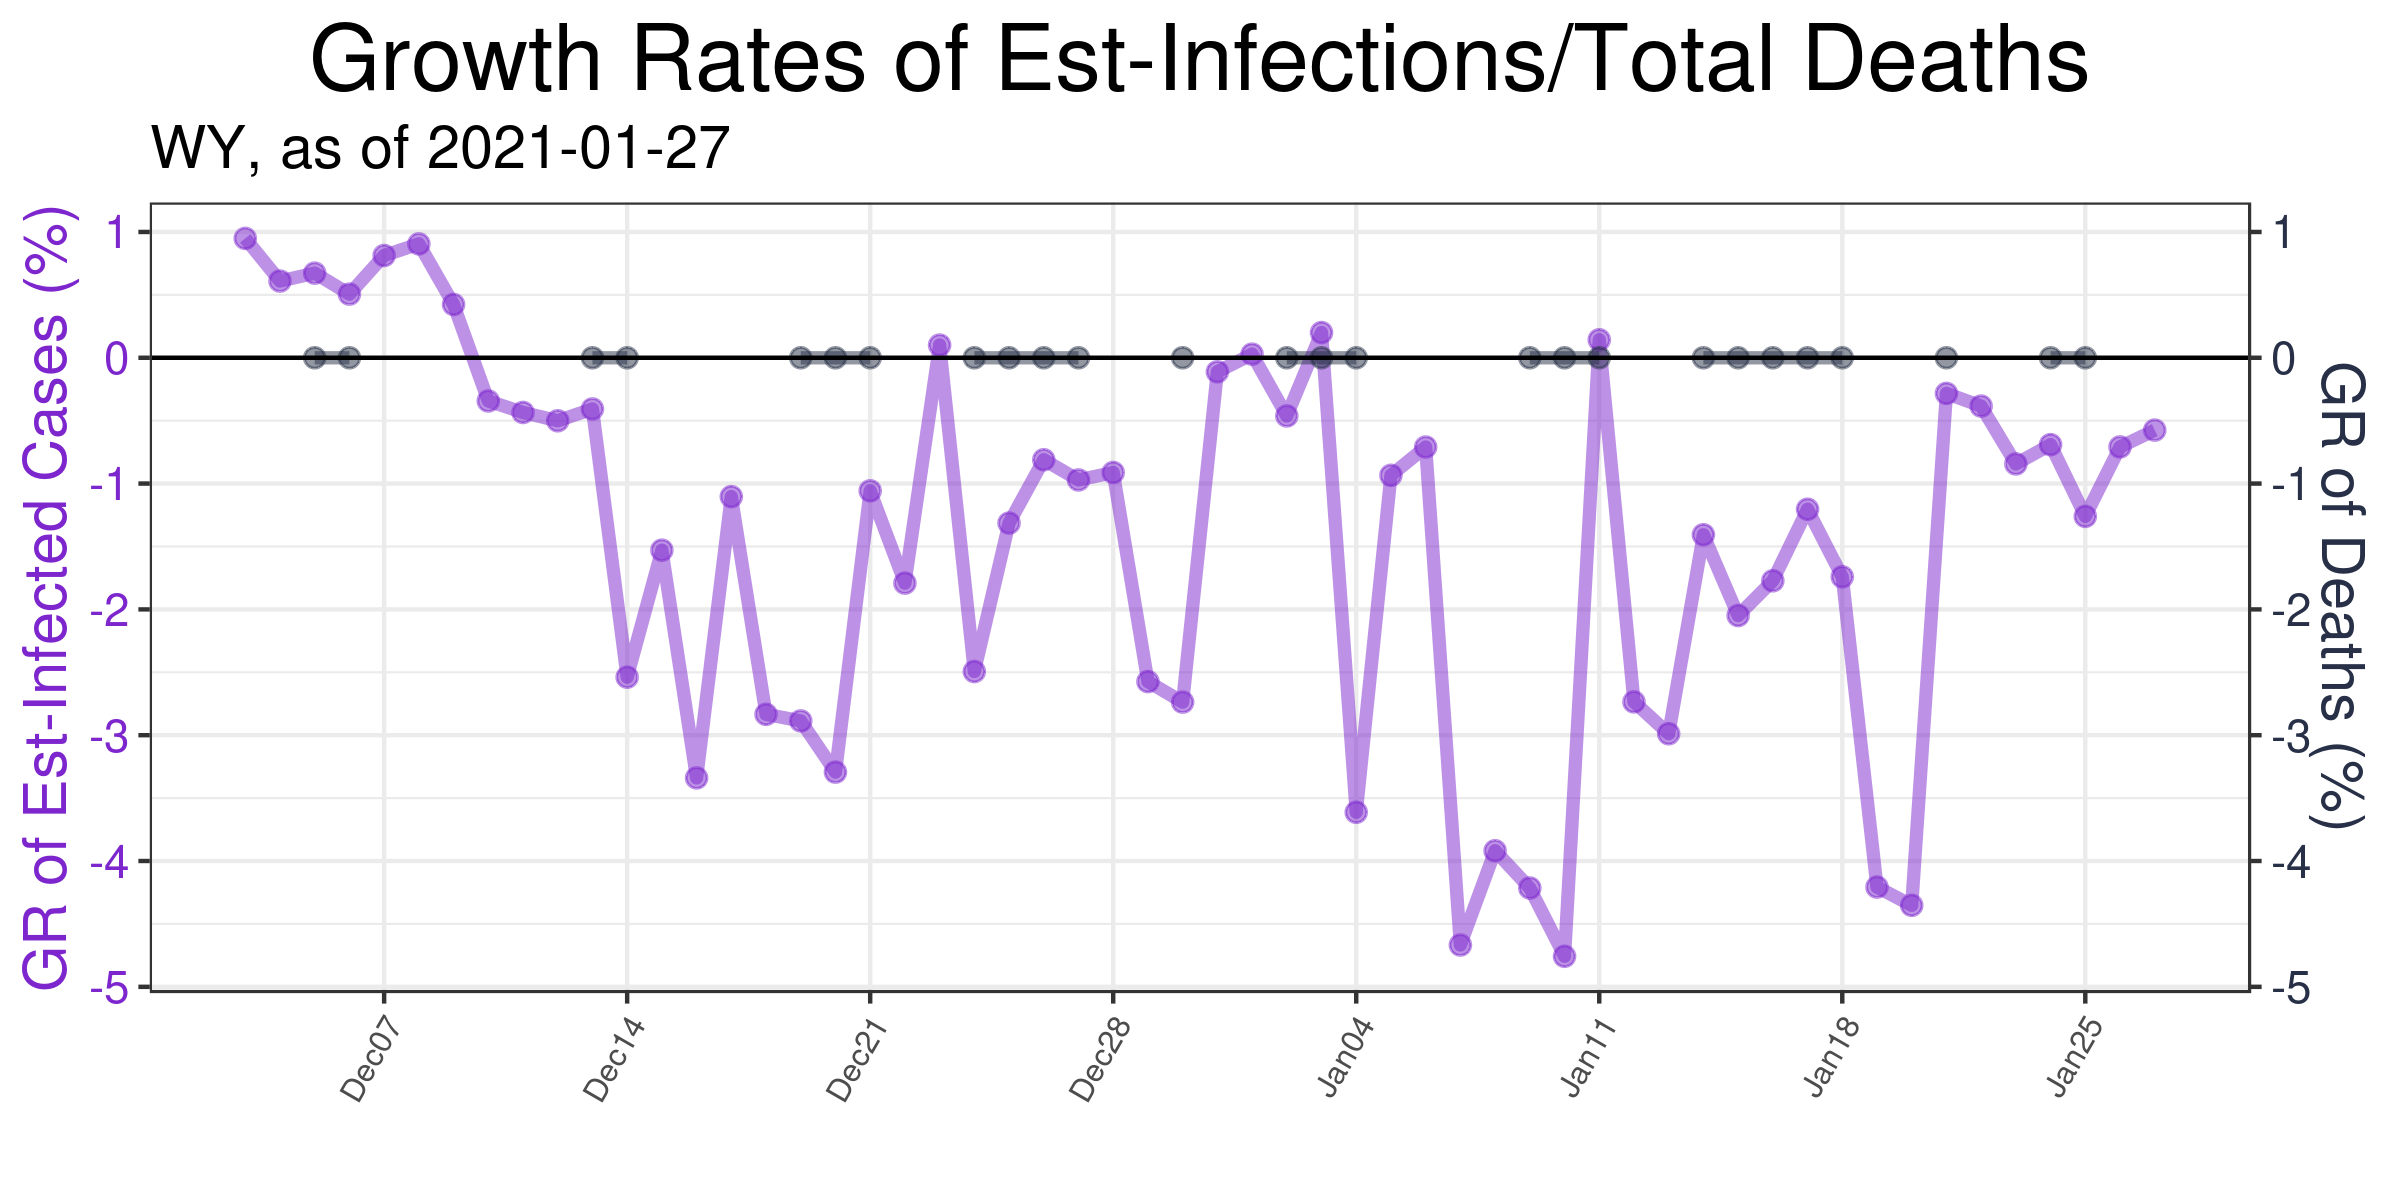 Growth Rates of Est-Infections/Total Deaths
WY, as of 2021-01-27
GR of Est-Infected Cases (%)
1
0
-1
-2
-3
-4
-5
1
0
-1
-2
-3
-4
-5
GR of Deaths (%)
Dec07
Dec14
Dec21
Dec28
Jan04
Jan11
Jan18
Jan25